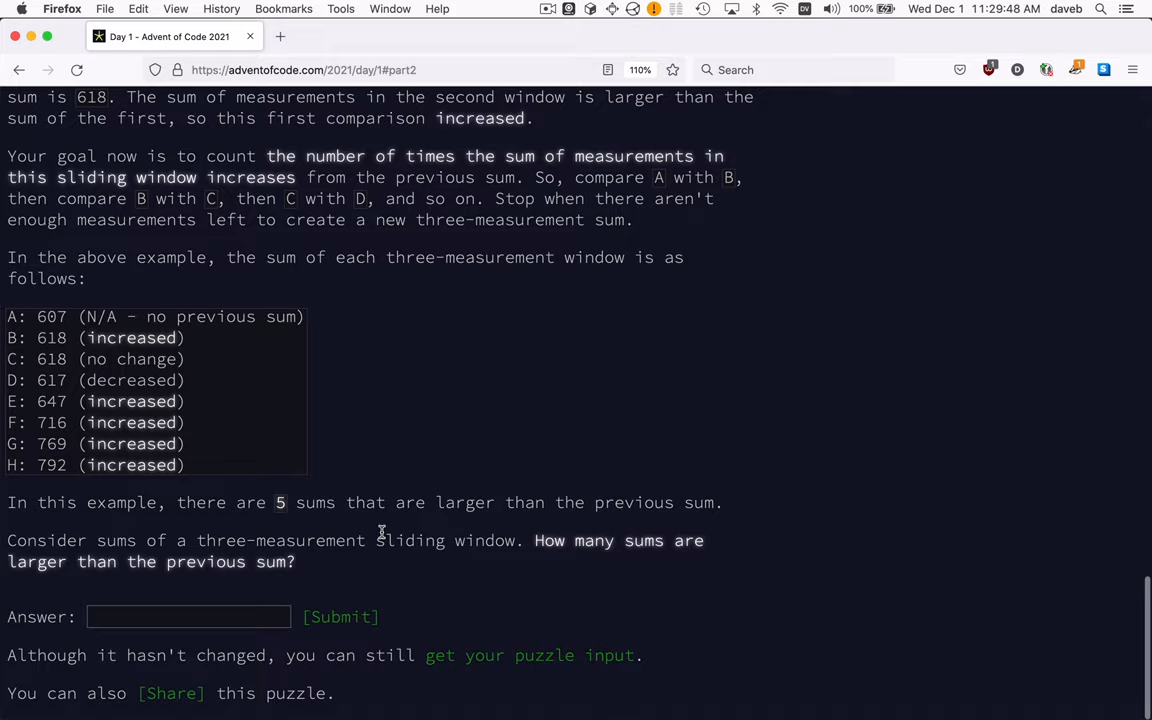 Firefox File Edit View History Bookmarks Tools Window Help 100% Wed Dec 1 11:29:48 AM daveb
Day 1 - Advent of Code 2021
https://adventofcode.com/2021/day/1#part2 110% Search
sum is 618. The sum of measurements in the second window is larger than the
sum of the first, so this first comparison increased.
Your goal now is to count the number of times the sum of measurements in
this sliding window increases from the previous sum. So, compare A with B,
then compare B with C, then C with D, and so on. Stop when there aren't
enough measurements left to create a new three-measurement sum.
In the above example, the sum of each three-measurement window is as
follows:
A: 607 (N/A - no previous sum)
B: 618 (increased)
C: 618 (no change)
D: 617 (decreased)
E: 647 (increased)
F: 716 (increased)
G: 769 (increased)
H: 792 (increased)
In this example, there are 5 sums that are larger than the previous sum.
Consider sums of a three-measurement sliding window. How many sums are
larger than the previous sum?
Answer: [Submit]
Although it hasn't changed, you can still get your puzzle input.
You can also [Share] this puzzle.